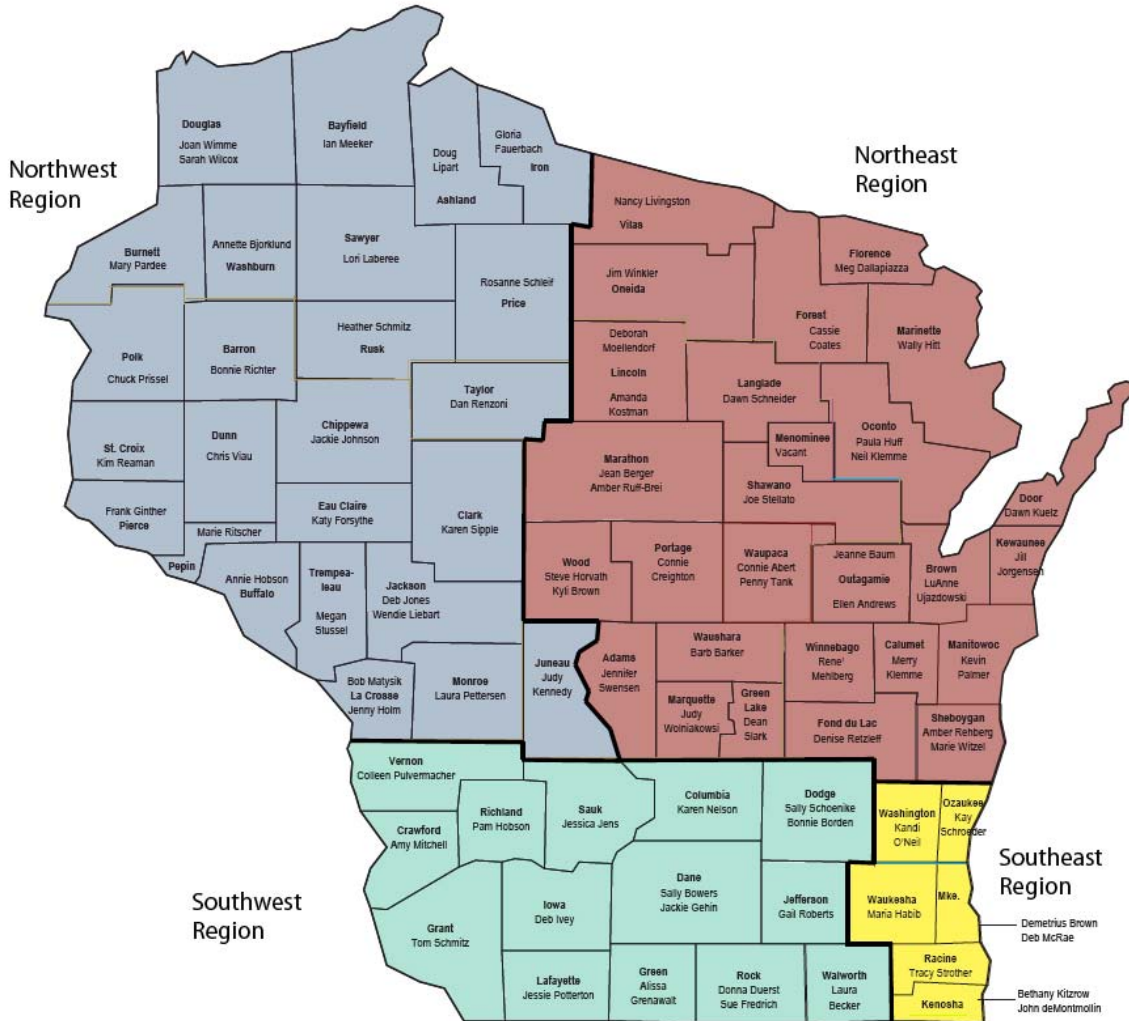 Northwest
Region
Northeast
Region
Southwest
Region
Southeast
Region
Douglas
Joan Wimme
Sarah Wilcox
Bayfield
Ian Meeker
Doug
Lipart
Ashland
Gloria
Fauerbach
Iron
Burnett
Mary Pardee
Annette Bjorklund
Washburn
Sawyer
Lori Laberee
Rosanne Schleif
Price
Polk
Chuck Prissel
Barron
Bonnie Richter
Heather Schmitz
Rusk
Taylor
Dan Renzoni
St. Croix
Kim Reaman
Dunn
Chris Viau
Chippewa
Jackie Johnson
Frank Ginther
Pierce
Marie Ritscher
Pepin
Eau Claire
Katy Forsythe
Clark
Karen Sipple
Annie Hobson
Buffalo
Trempea-
leau
Megan
Stussel
Jackson
Deb Jones
Wendie Liebart
Bob Matysik
La Crosse
Jenny Holm
Monroe
Laura Pettersen
Juneau
Judy
Kennedy
Nancy Livingston
Vilas
Jim Winkler
Oneida
Florence
Meg Dallapiazza
Forest
Cassie
Coates
Marinette
Wally Hitt
Deborah
Moellendorf
Lincoln
Amanda
Kostman
Langlade
Dawn Schneider
Menominee
Vacant
Oconto
Paula Huff
Neil Klemme
Marathon
Jean Berger
Amber Ruff-Brei
Shawano
Joe Stellato
Door
Dawn Kuelz
Wood
Steve Horvath
Kyli Brown
Portage
Connie
Creighton
Waupaca
Connie Abert
Penny Tank
Jeanne Baum
Outagamie
Ellen Andrews
Brown
LuAnne
Ujazdowski
Kewaunee
Jill
Jorgensen
Adams
Jennifer
Swensen
Waushara
Barb Barker
Marquette
Judy
Wolniakowsi
Green
Lake
Dean
Slark
Winnebago
Rene'
Mehlberg
Calumet
Merry
Klemme
Manitowoc
Kevin
Palmer
Fond du Lac
Denise Retzleff
Sheboygan
Amber Rehberg
Marie Witzel
Vernon
Colleen Pulvermacher
Richland
Pam Hobson
Sauk
Jessica Jens
Columbia
Karen Nelson
Dodge
Sally Schoenike
Bonnie Borden
Crawford
Amy Mitchell
Grant
Tom Schmitz
Iowa
Deb Ivey
Dane
Sally Bowers
Jackie Gehin
Jefferson
Gail Roberts
Lafayette
Jessie Potterton
Green
Alissa
Grenawalt
Rock
Donna Duerst
Sue Fredrich
Walworth
Laura
Becker
Washington
Kandi
O'Neil
Ozaukee
Kay
Schroeder
Waukesha
Maria Habib
Mke.
Demetrius Brown
Deb McRae
Racine
Tracy Strother
Kenosha
Bethany Kitzrow
John deMontmollin